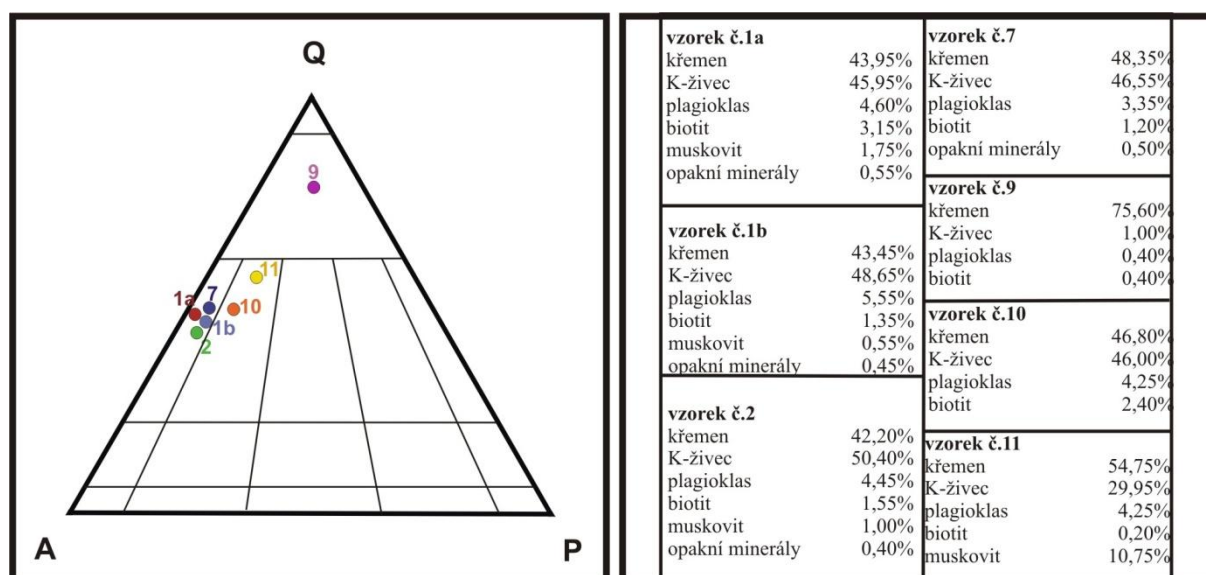 Q
9
11
7
1a
10
1b
2
A
P
vzorek č.1a
křemen 43,95%
K-živec 45,95%
plagioklas 4,60%
biotit 3,15%
muskovit 1,75%
opakní minerály 0,55%
vzorek č.1b
křemen 43,45%
K-živec 48,65%
plagioklas 5,55%
biotit 1,35%
muskovit 0,55%
opakní minerály 0,45%
vzorek č.2
křemen 42,20%
K-živec 50,40%
plagioklas 4,45%
biotit 1,55%
muskovit 1,00%
opakní minerály 0,40%
vzorek č.7
křemen 48,35%
K-živec 46,55%
plagioklas 3,35%
biotit 1,20%
opakní minerály 0,50%
vzorek č.9
křemen 75,60%
K-živec 1,00%
plagioklas 0,40%
biotit 0,40%
vzorek č.10
křemen 46,80%
K-živec 46,00%
plagioklas 4,25%
biotit 2,40%
vzorek č.11
křemen 54,75%
K-živec 29,95%
plagioklas 4,25%
biotit 0,20%
muskovit 10,75%